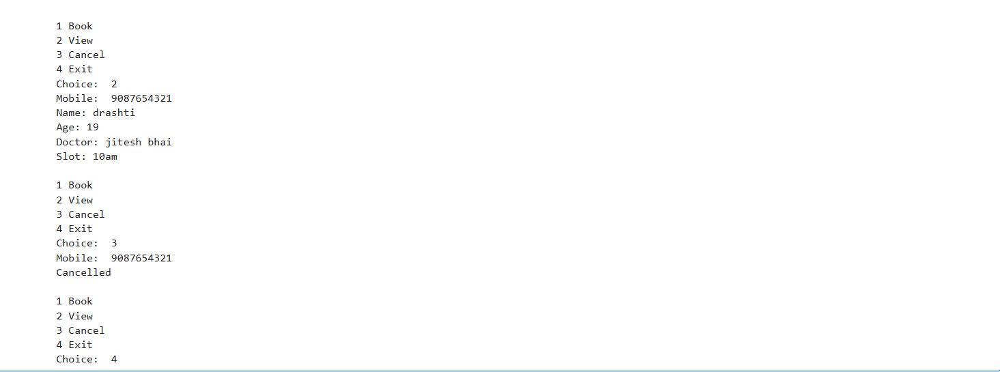 1 Book
2 View
3 Cancel
4 Exit
Choice:  2
Mobile:  9087654321
Name: drashti
Age: 19
Doctor: jitesh bhai
Slot: 10am

1 Book
2 View
3 Cancel
4 Exit
Choice:  3
Mobile:  9087654321
Cancelled

1 Book
2 View
3 Cancel
4 Exit
Choice:  4